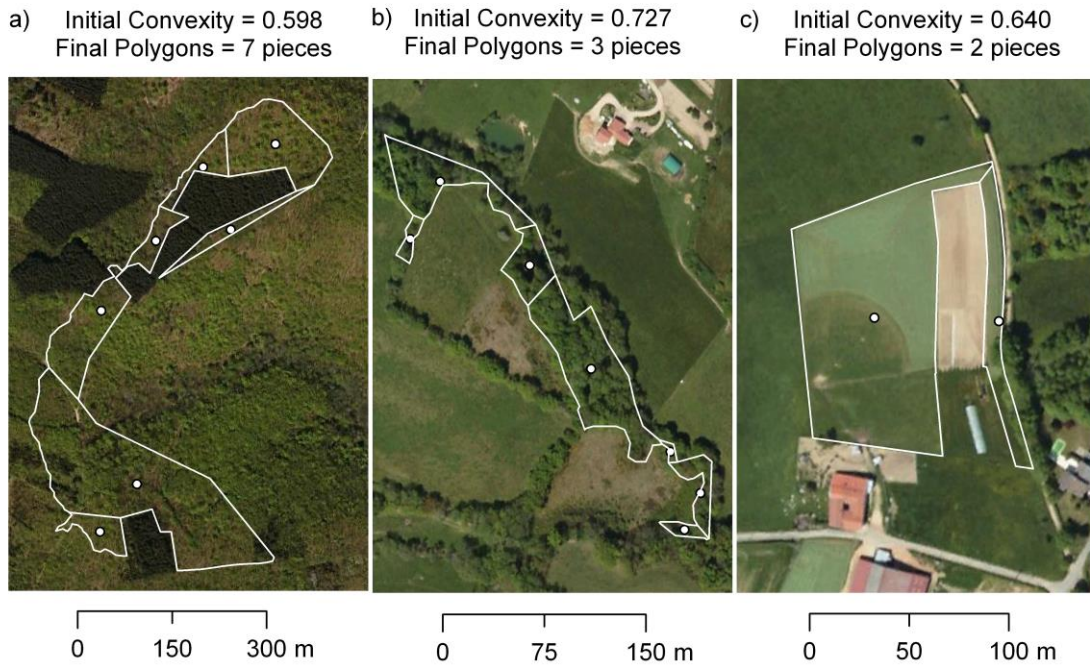 a) Initial Convexity = 0.598
Final Polygons = 7 pieces
b) Initial Convexity = 0.727
Final Polygons = 3 pieces
c) Initial Convexity = 0.640
Final Polygons = 2 pieces
0 150 300 m
0 75 150 m
0 50 100 m